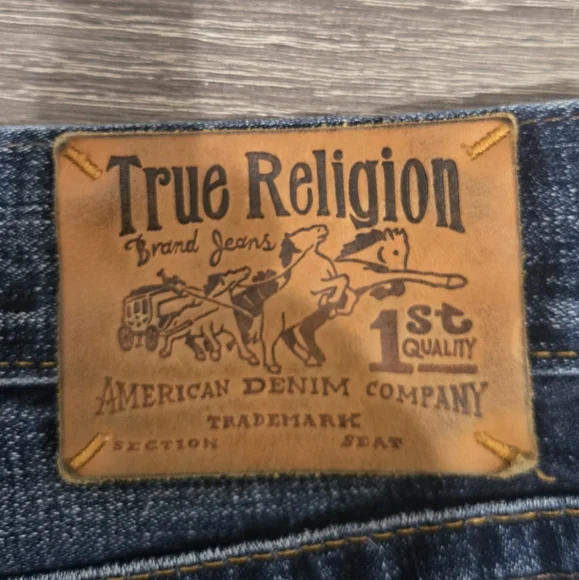 True Religion
Brand Jeans
1st
QUALITY
AMERICAN DENIM COMPANY
TRADEMARK
SECTION SEAT